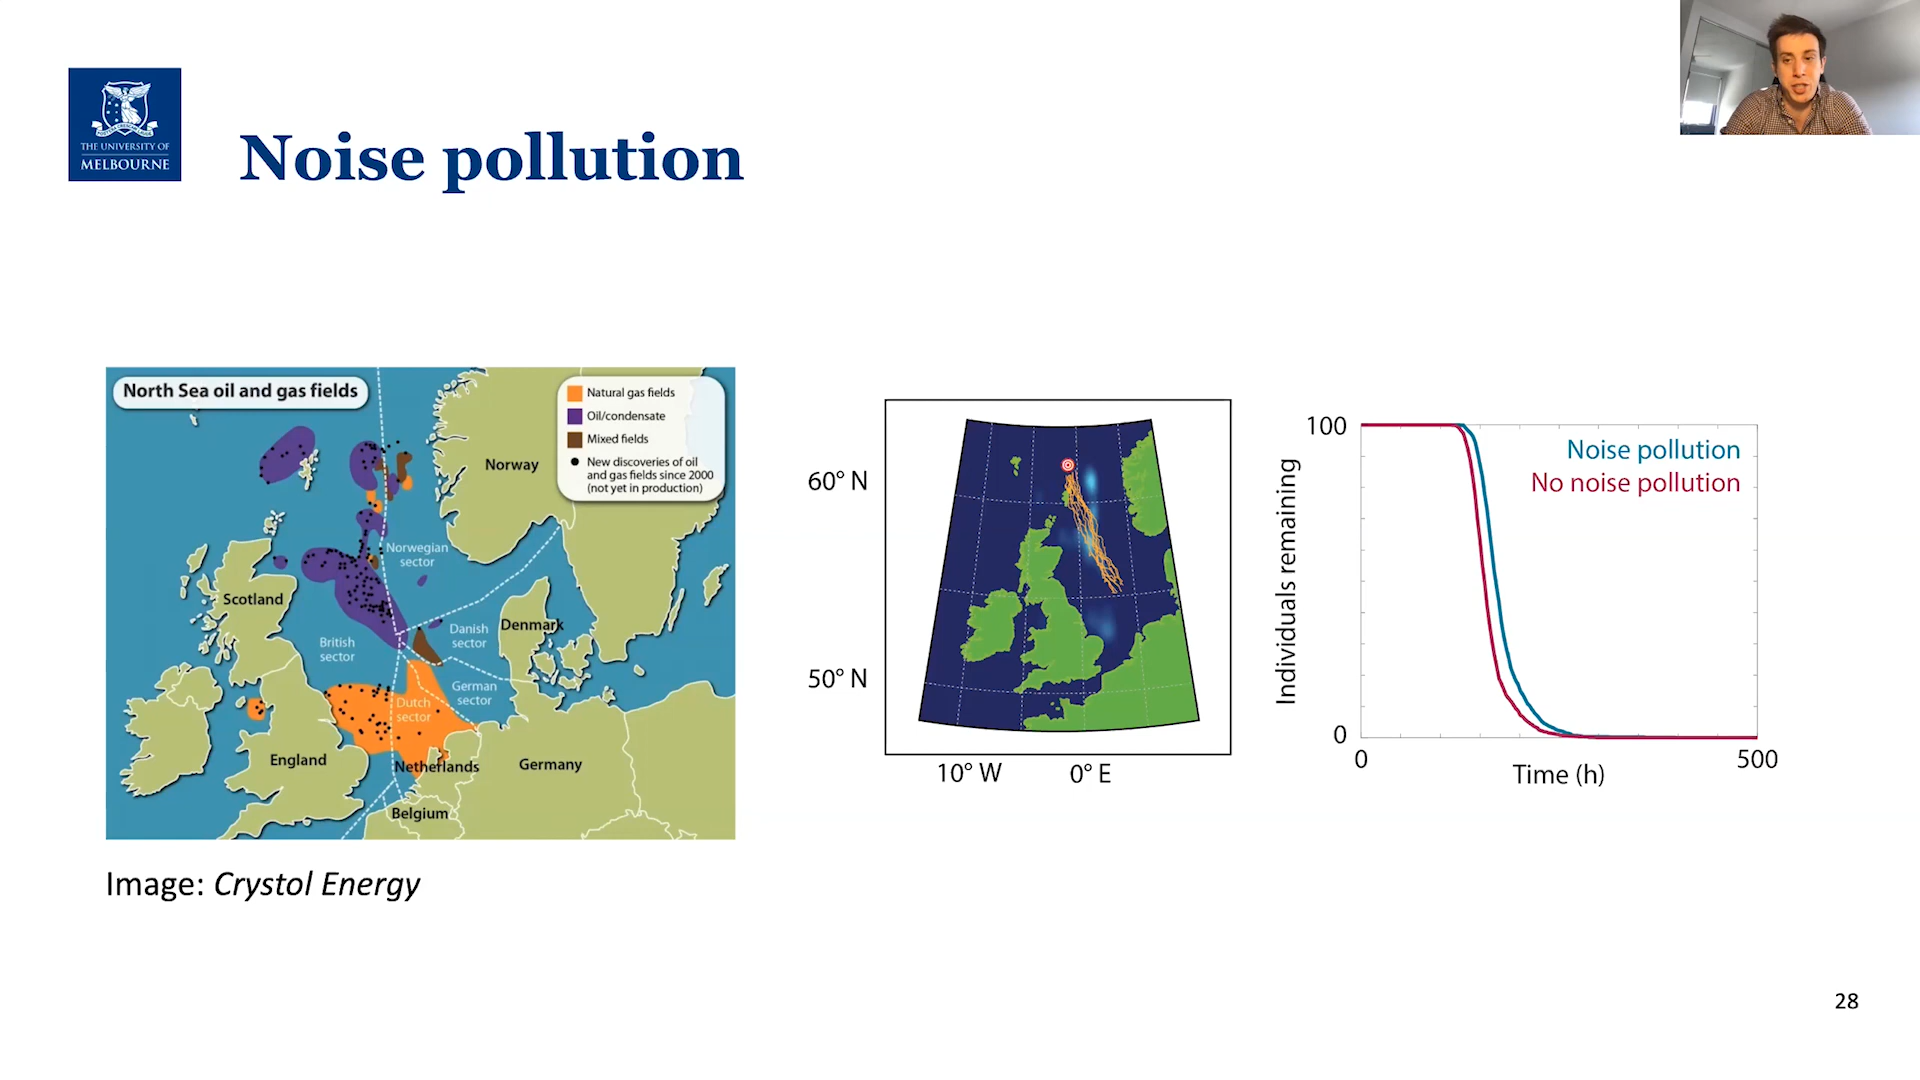 THE UNIVERSITY OF
MELBOURNE
Noise pollution
North Sea oil and gas fields
Natural gas fields
Oil/condensate
Mixed fields
New discoveries of oil
and gas fields since 2000
(not yet in production)
Norway
Norwegian
sector
Scotland
British
sector
Danish
sector
Denmark
German
sector
Dutch
sector
England
Netherlands
Germany
Belgium
Image: Crystol Energy
60° N
50° N
10° W
0° E
Individuals remaining
100
0
Noise pollution
No noise pollution
0
500
Time (h)
28